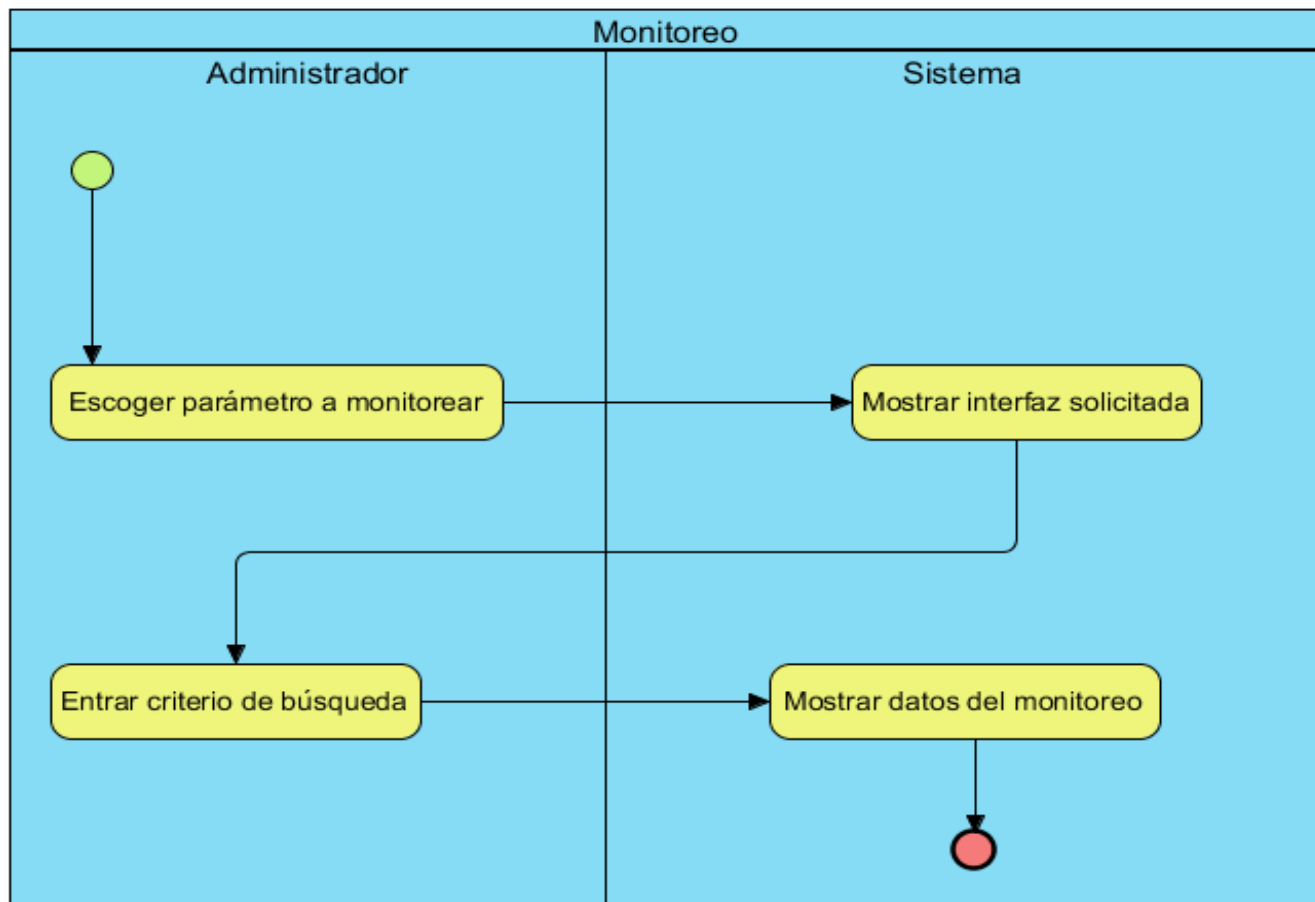 Monitoreo
Administrador
Sistema
Escoger parámetro a monitorear
Mostrar interfaz solicitada
Entrar criterio de búsqueda
Mostrar datos del monitoreo